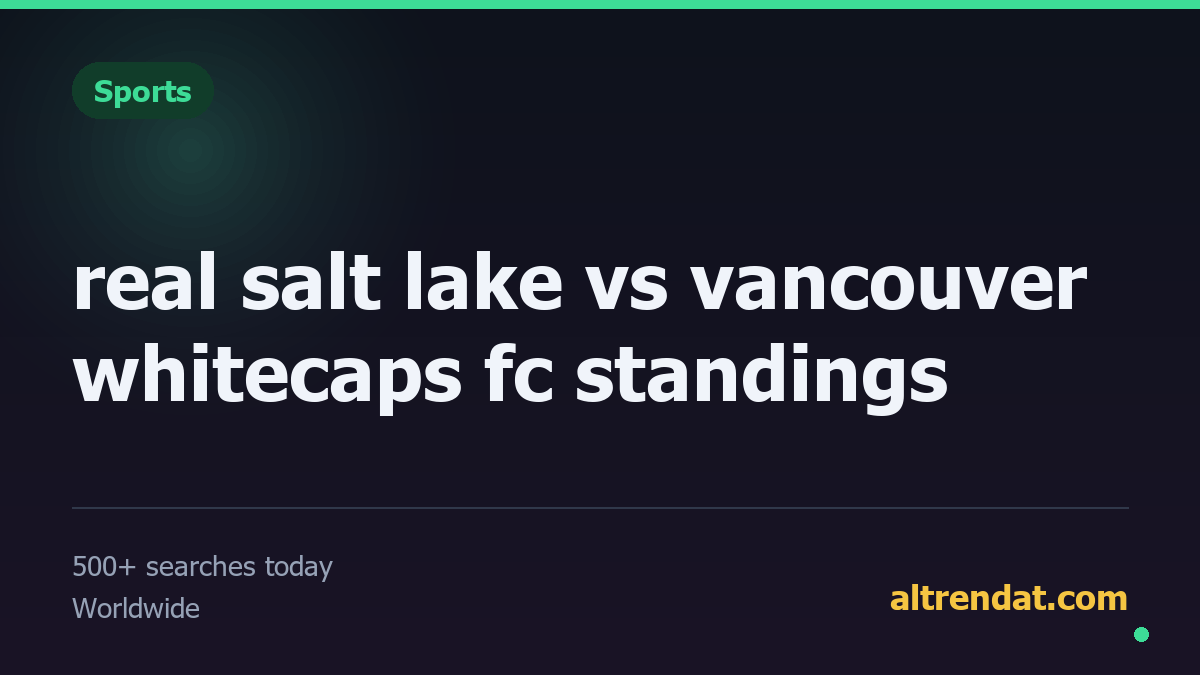 Sports
real salt lake vs vancouver
whitecaps fc standings
500+ searches today
Worldwide
altrendat.com